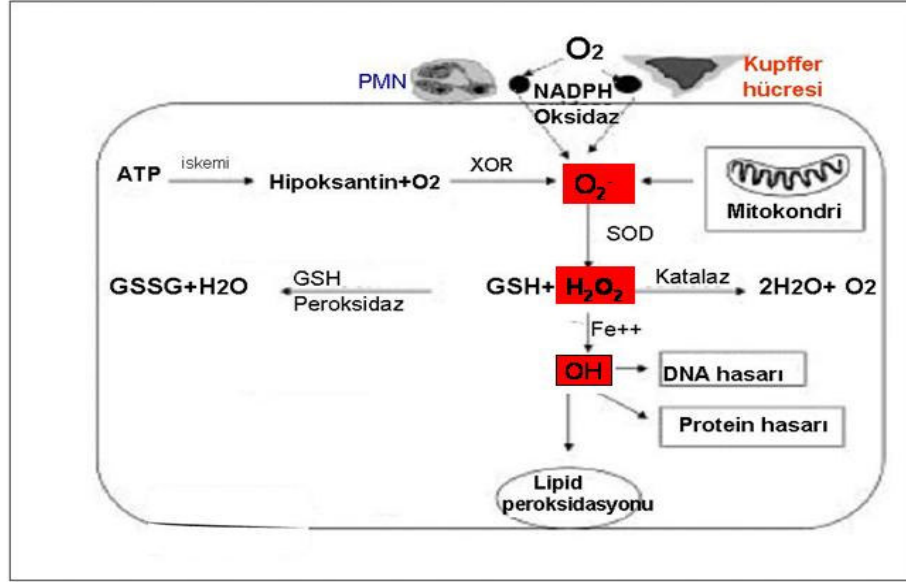 O2
PMN
Kupffer
hücresi
NADPH
Oksidaz
ATP
iskemi
Hipoksantin+O2
XOR
O2-
Mitokondri
SOD
GSSG+H2O
GSH
Peroksidaz
GSH+
H2O2
Katalaz
2H2O+ O2
Fe++
OH
DNA hasarı
Protein hasarı
Lipid
peroksidasyonu